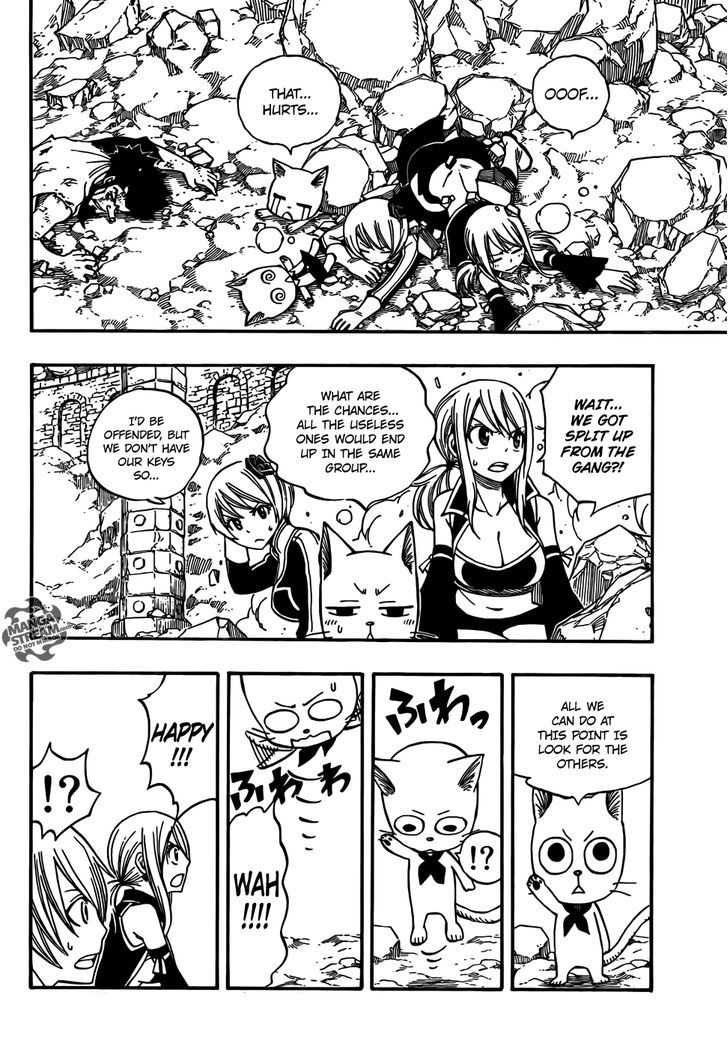 OOOF...
THAT...
HURTS...
WAIT...
WE GOT
SPLIT UP
FROM THE
GANG?!
WHAT ARE
THE CHANCES...
ALL THE USELESS
ONES WOULD END
UP IN THE SAME
GROUP...
I'D BE
OFFENDED, BUT
WE DON'T HAVE
OUR KEYS
SO...
MANGA
STREAM
DO NOT MIRROR
ALL WE
CAN DO AT
THIS POINT IS
LOOK FOR THE
OTHERS.
ふわっ
!?
ふわ
わ
WAH
!!!!
HAPPY
!!!
!?